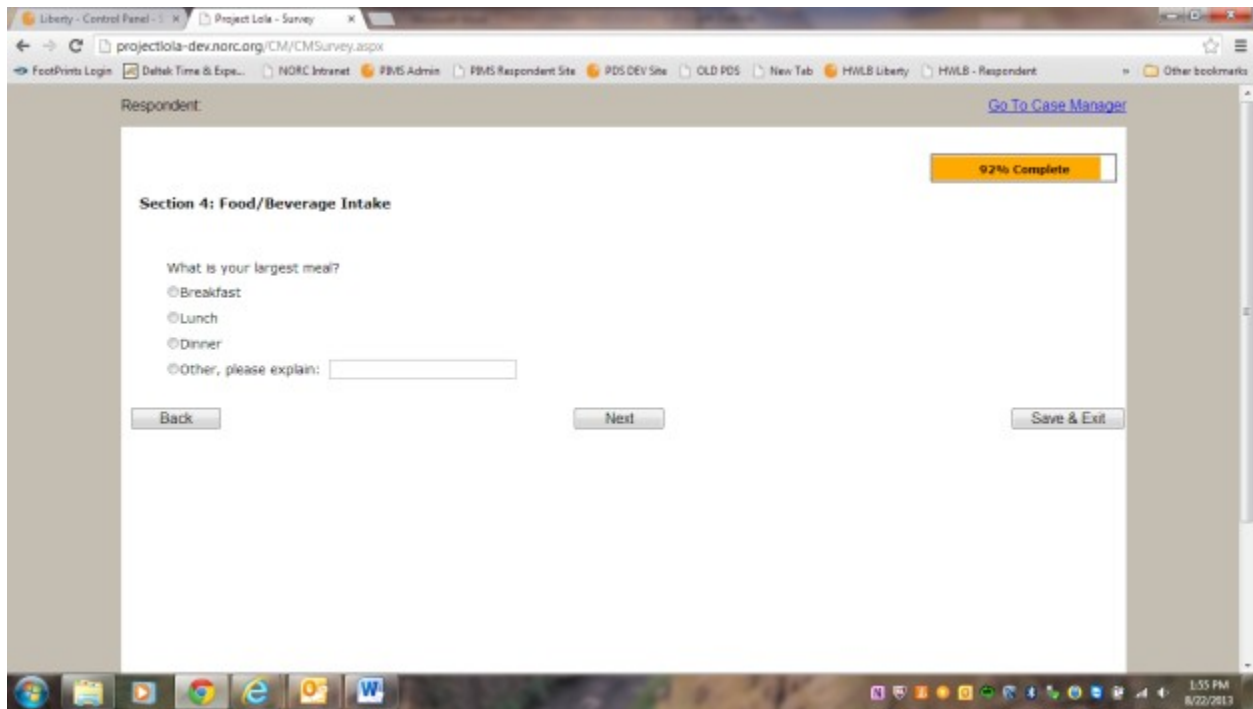 Liberty - Control Panel - S
Project Lola - Survey
projectlola-dev.norc.org/CM/CMSurvey.aspx
FootPrints Login
Deltek Time & Expe...
NORC Intranet
PIMS Admin
PIMS Respondent Site
PDS DEV Site
OLD PDS
New Tab
HWLB Liberty
HWLB - Respondent
»
Other bookmarks
Respondent:
Go To Case Manager
92% Complete
Section 4: Food/Beverage Intake
What is your largest meal?
Breakfast
Lunch
Dinner
Other, please explain:
Back
Next
Save & Exit
1:55 PM
8/22/2013